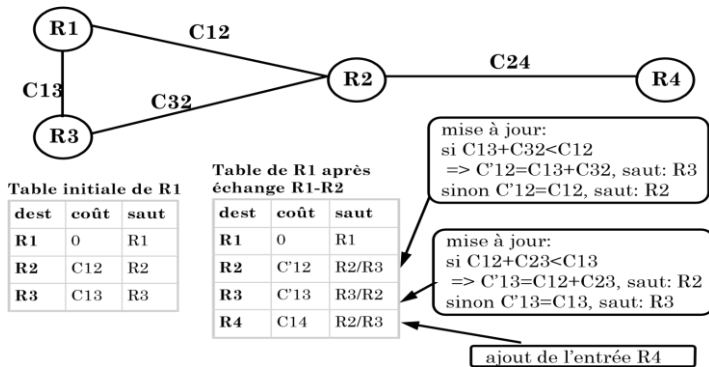 R1
C12
C13
C32
R3
R2
C24
R4
mise à jour:
si C13+C32<C12
=> C'12=C13+C32, saut: R3
sinon C'12=C12, saut: R2
Table initiale de R1
dest coût saut
R1 0 R1
R2 C12 R2
R3 C13 R3
Table de R1 après
échange R1-R2
dest coût saut
R1 0 R1
R2 C'12 R2/R3
R3 C'13 R3/R2
R4 C14 R2/R3
mise à jour:
si C12+C23<C13
=> C'13=C12+C23, saut: R2
sinon C'13=C13, saut: R3
ajout de l'entrée R4